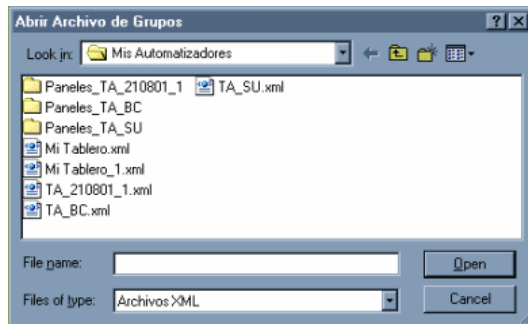 Abrir Archivo de Grupos
Look in: Mis Automatizadores
Paneles_TA_210801_1 TA_SU.xml
Paneles_TA_BC
Paneles_TA_SU
Mi Tablero.xml
Mi Tablero_1.xml
TA_210801_1.xml
TA_BC.xml
File name: Open
Files of type: Archivos XML Cancel